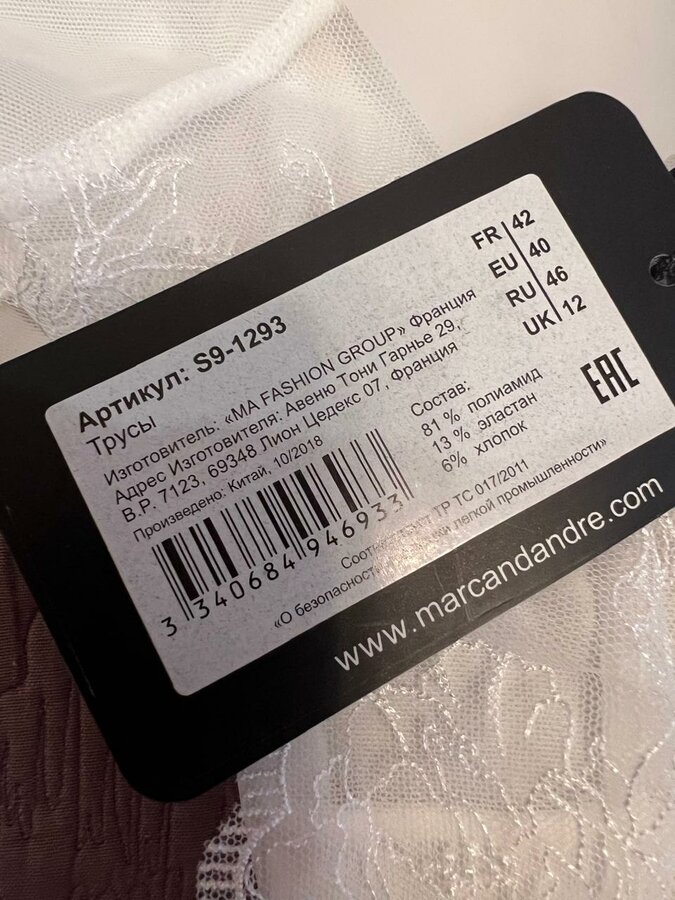 FR 42
EU 40
RU 46
UK 12
Артикул: S9-1293
Трусы
Изготовитель: «MA FASHION GROUP» Франция
Адрес Изготовителя: Авеню Тони Гарнье 29,
B.P. 7123, 69348 Лион Цедекс 07, Франция
Произведено: Китай, 10/2018
Состав:
81 % полиамид
13 % эластан
6% хлопок
EAC
3 340684 946933
ТР ТС 017/2011
«О легкой промышленности»
www.marcandandre.com